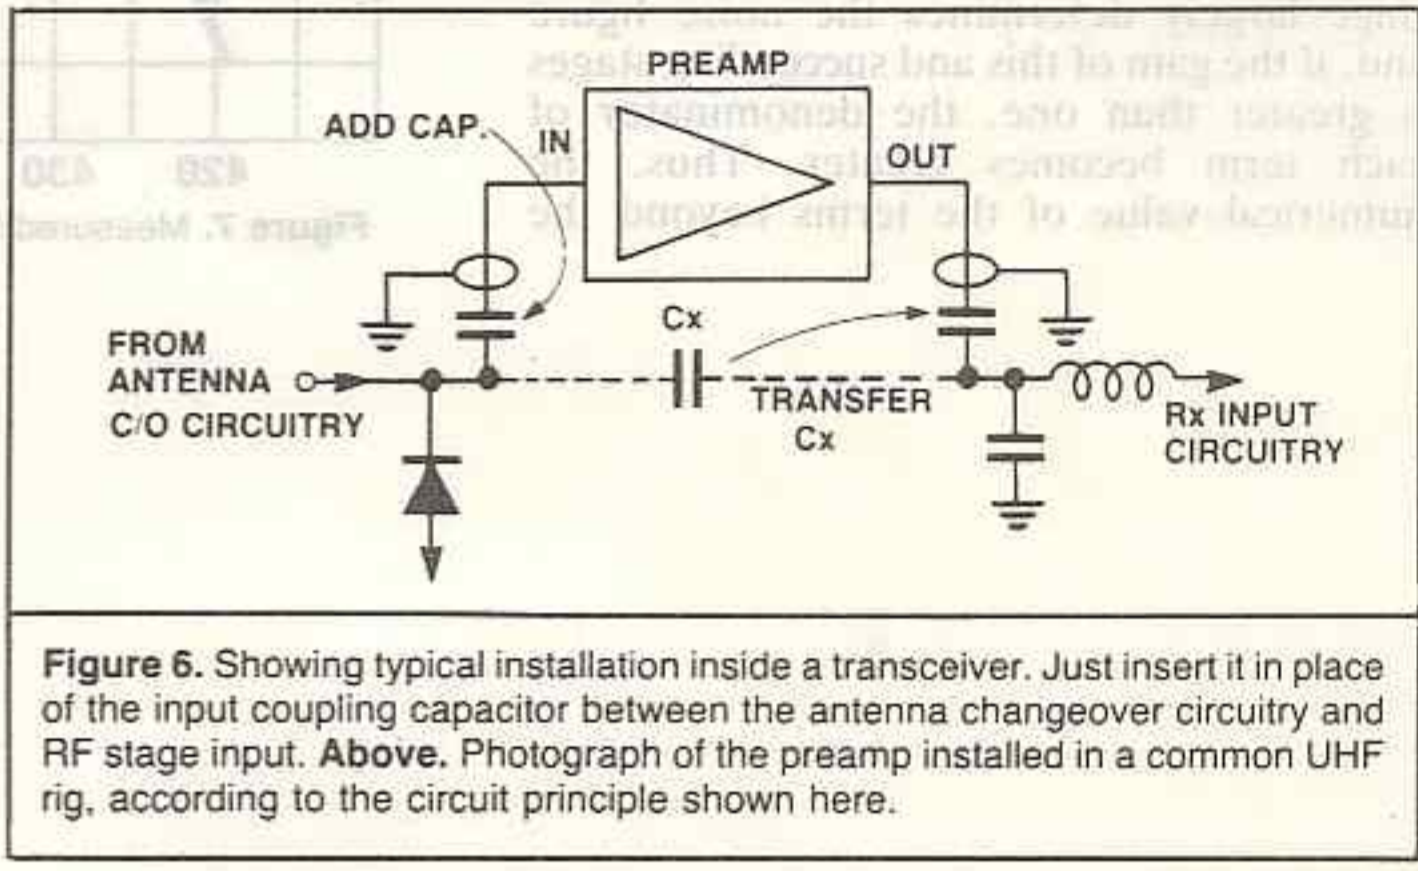 PREAMP
ADD CAP.
IN
OUT
Cx
FROM
ANTENNA
C/O CIRCUITRY
TRANSFER
Cx
Rx INPUT
CIRCUITRY
Figure 6. Showing typical installation inside a transceiver. Just insert it in place
of the input coupling capacitor between the antenna changeover circuitry and
RF stage input. Above. Photograph of the preamp installed in a common UHF
rig, according to the circuit principle shown here.